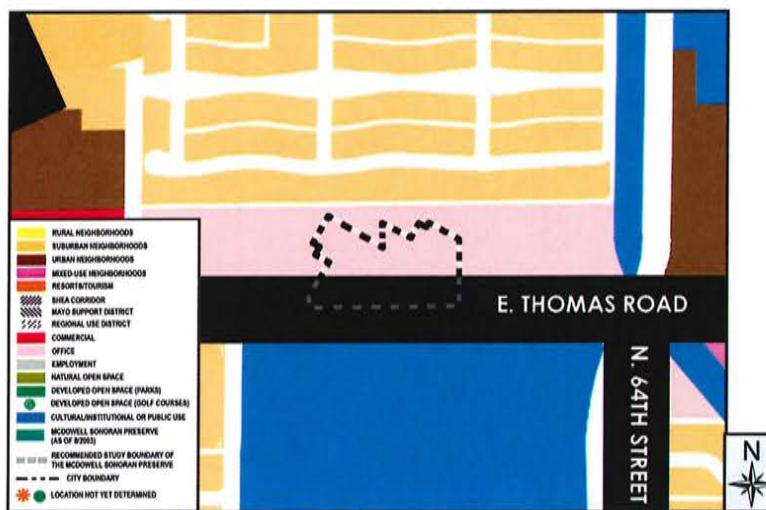 RURAL NEIGHBORHOODS
SUBURBAN NEIGHBORHOODS
URBAN NEIGHBORHOODS
MIXED-USE NEIGHBORHOODS
RESORTS/TOURISM
SHEA CORRIDOR
MAYO SUPPORT DISTRICT
REGIONAL USE DISTRICT
COMMERCIAL
OFFICE
EMPLOYMENT
NATURAL OPEN SPACE
DEVELOPED OPEN SPACE (PARKS)
DEVELOPED OPEN SPACE (GOLF COURSES)
CULTURAL/INSTITUTIONAL OR PUBLIC USE
MCDOWELL SONORAN PRESERVE
(AS OF 8/2003)
RECOMMENDED STUDY BOUNDARY OF
THE MCDOWELL SONORAN PRESERVE
CITY BOUNDARY
LOCATION NOT YET DETERMINED
E. THOMAS ROAD
N. 64TH STREET
N